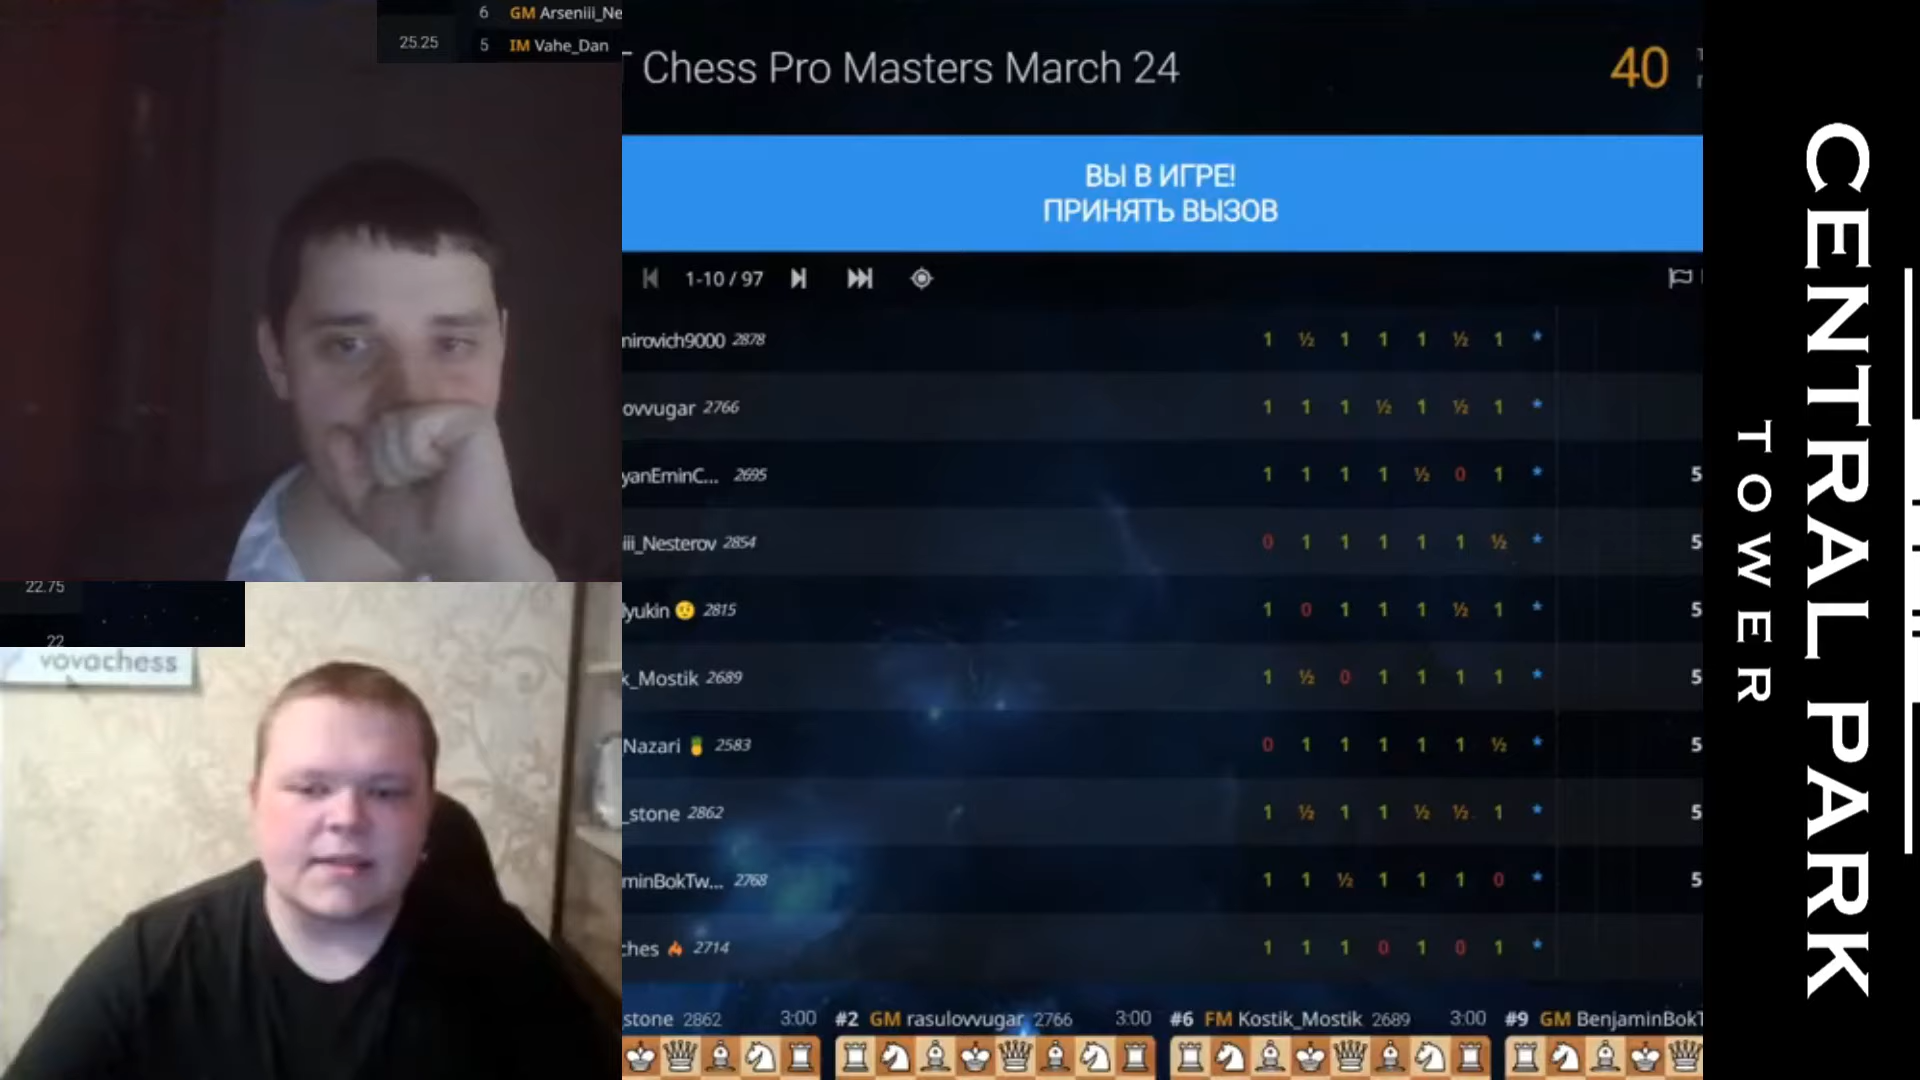 6 GM Arseniii_Ne
25.25 5 IM Vahe_Dan
Chess Pro Masters March 24
40
ВЫ В ИГРЕ!
ПРИНЯТЬ ВЫЗОВ
1-10 / 97
nirovich9000 2878 1 ½ 1 1 1 ½ 1 *
ovvugar 2766 1 1 1 ½ 1 ½ 1 *
yanEminC... 2695 1 1 1 1 ½ 0 1 * 5
iii_Nesterov 2854 0 1 1 1 1 1 ½ * 5
lyukin 2815 1 0 1 1 1 ½ 1 * 5
k_Mostik 2689 1 ½ 0 1 1 1 1 * 5
Nazari 2583 0 1 1 1 1 1 ½ * 5
_stone 2862 1 ½ 1 1 ½ ½ 1 * 5
minBokTw... 2768 1 1 ½ 1 1 1 0 * 5
ches 2714 1 1 1 0 1 0 1 *
stone 2862 3:00 #2 GM rasulovvugar 2766 3:00 #6 FM Kostik_Mostik 2689 3:00 #9 GM BenjaminBokT
22.75
22
vovachess
CENTRAL PARK
TOWER